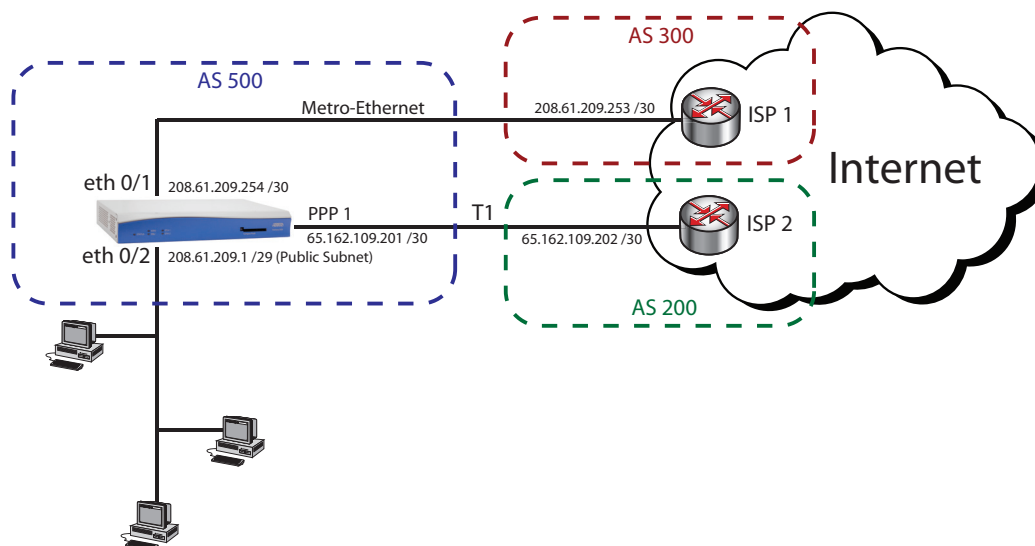 AS 300
AS 500
Metro-Ethernet
208.61.209.253 /30
ISP 1
Internet
eth 0/1
208.61.209.254 /30
PPP 1
T1
ISP 2
65.162.109.201 /30
65.162.109.202 /30
eth 0/2
208.61.209.1 /29 (Public Subnet)
AS 200